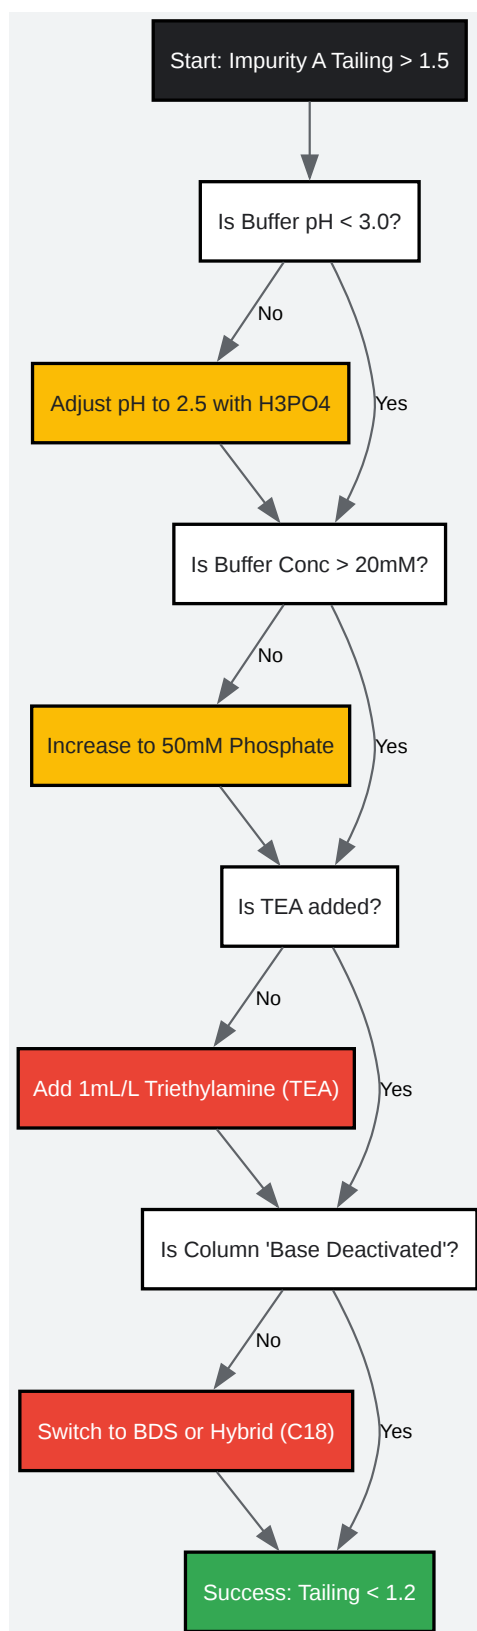 Start: Impurity A Tailing > 1.5
Is Buffer pH < 3.0?
No
Adjust pH to 2.5 with H3PO4
Yes
Is Buffer Conc > 20mM?
No
Increase to 50mM Phosphate
Yes
Is TEA added?
No
Add 1mL/L Triethylamine (TEA)
Yes
Is Column 'Base Deactivated'?
No
Switch to BDS or Hybrid (C18)
Yes
Success: Tailing < 1.2